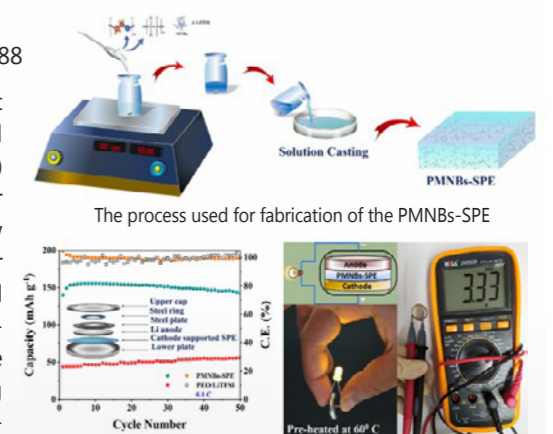 88
Solution Casting
PMNBs-SPE
The process used for fabrication of the PMNBs-SPE
200
150
100
50
0
Capacity (mAh g⁻¹)
Upper cap
Steel ring
Steel plate
Li anode
Cathode supported SPE
Lower plate
PMNBs-SPE
PEO/LiTFSI
0.1 C
100
80
60
40
20
0
C.E. (%)
0 10 20 30 40 50
Cycle Number
Anode
PMNBs-SPE
Cathode
Pre-heated at 60⁰ C
3.33